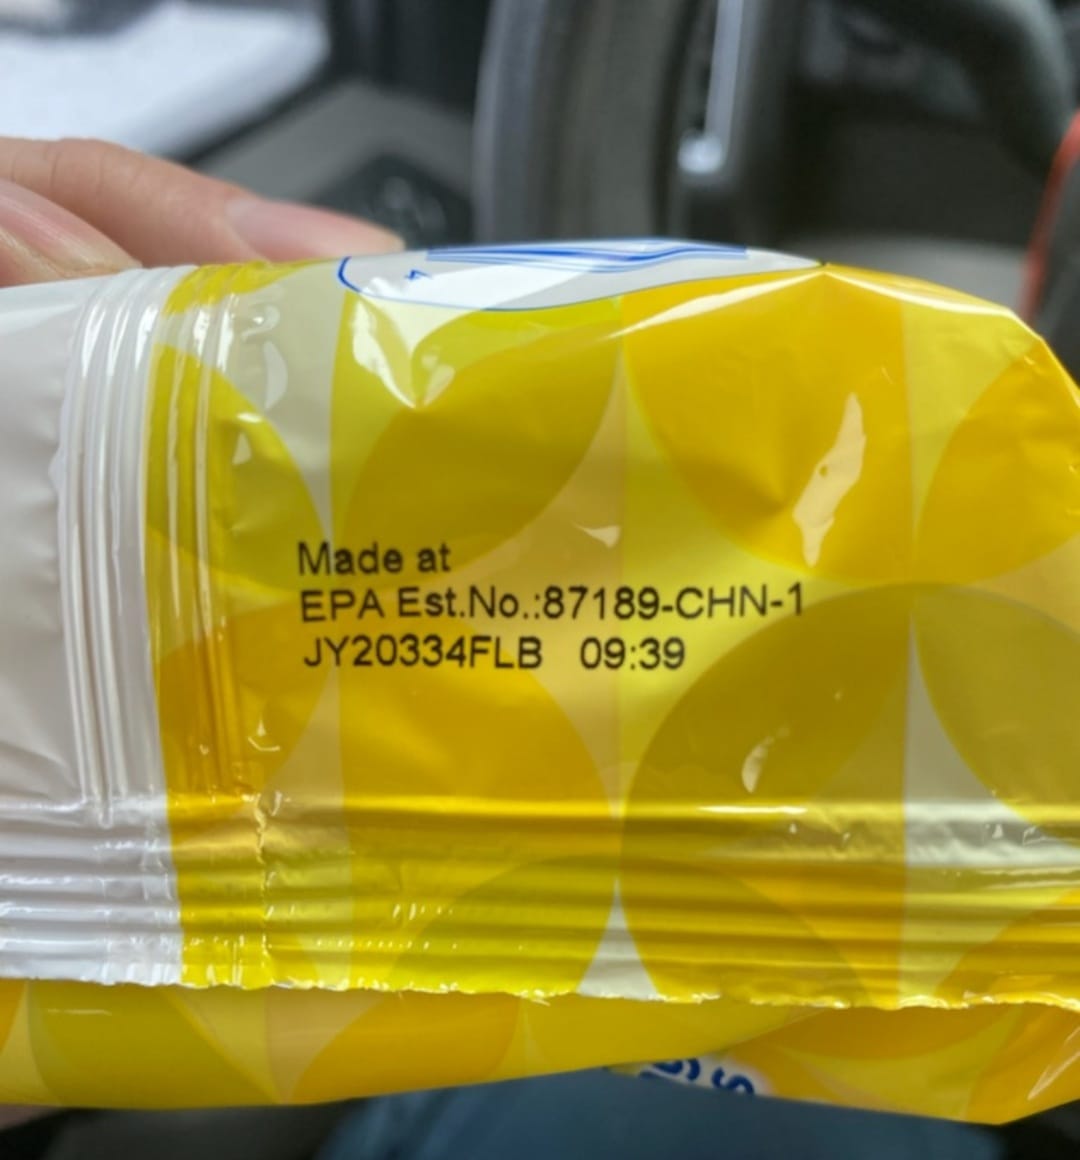 Made at
EPA Est.No.:87189-CHN-1
JY20334FLB 09:39